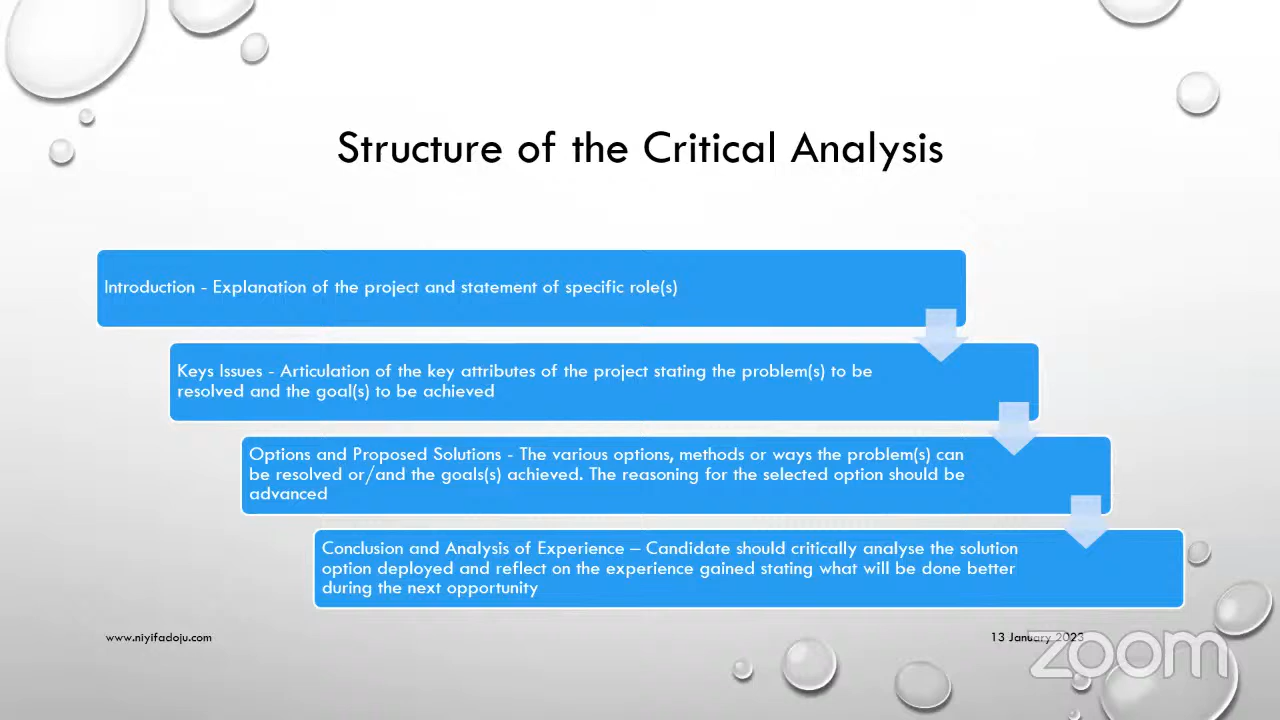 Structure of the Critical Analysis
Introduction - Explanation of the project and statement of specific role(s)
Keys Issues - Articulation of the key attributes of the project stating the problem(s) to be
resolved and the goal(s) to be achieved
Options and Proposed Solutions - The various options, methods or ways the problem(s) can
be resolved or/and the goals(s) achieved. The reasoning for the selected option should be
advanced
Conclusion and Analysis of Experience – Candidate should critically analyse the solution
option deployed and reflect on the experience gained stating what will be done better
during the next opportunity
www.niyifadoju.com
13 January 2023
zoom